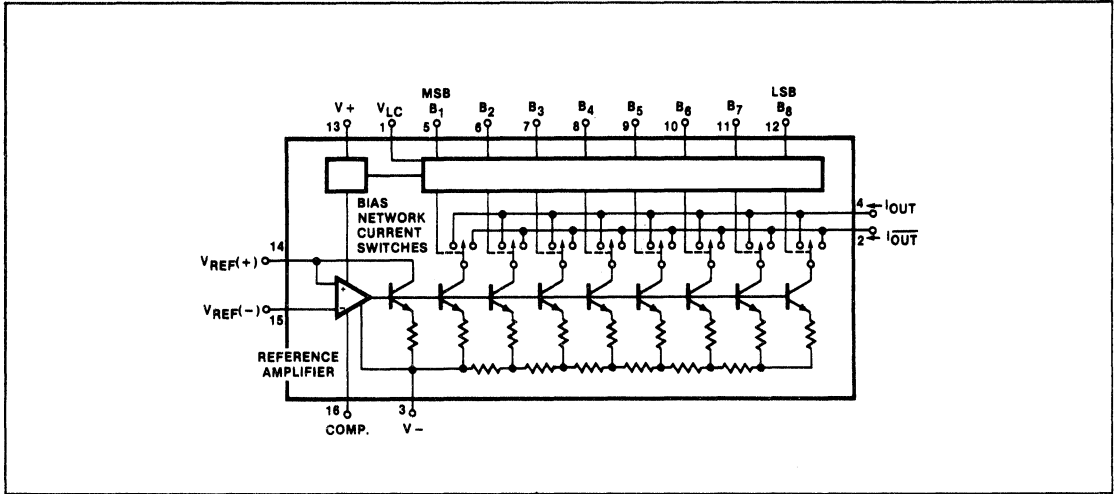 MSB LSB
V+ VLC B1 B2 B3 B4 B5 B6 B7 B8
13 1 5 6 7 8 9 10 11 12
4 IOUT
BIAS
NETWORK
CURRENT
SWITCHES
2 IOUT
14
VREF(+)
VREF(-)
15
REFERENCE
AMPLIFIER
+
-
16 3
COMP. V-